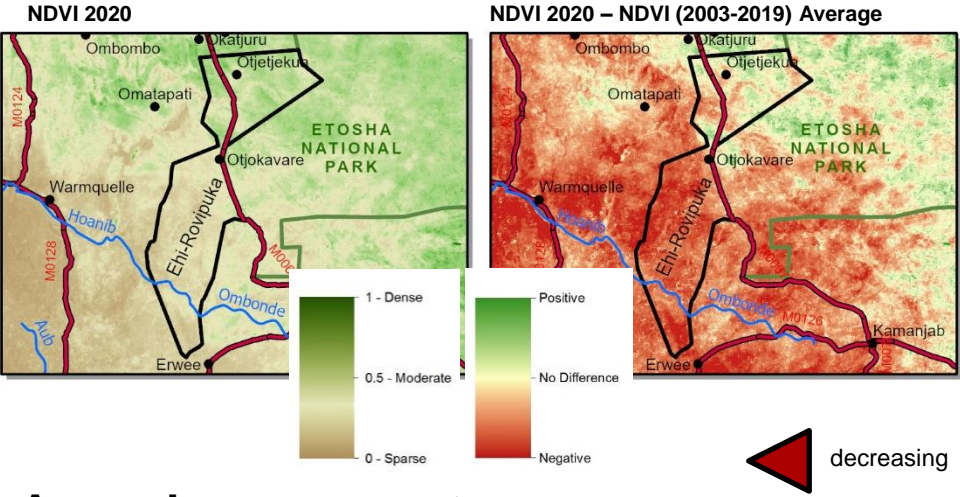 NDVI 2020
NDVI 2020 – NDVI (2003-2019) Average
Ombombo
Okatjuru
Otjetjekua
Omatapati
M0124
ETOSHA
NATIONAL
PARK
Otjokavare
Warmquelle
Hoanib
Ehi-Rovipuka
M0128
Ombonde
Aub
Erwee
Ombombo
Okatjuru
Otjetjekua
Omatapati
ETOSHA
NATIONAL
PARK
Otjokavare
Warmquelle
Hoanib
Ehi-Rovipuka
Ombonde
M0126
Kamanjab
Erwee
1 - Dense
0.5 - Moderate
0 - Sparse
Positive
No Difference
Negative
decreasing